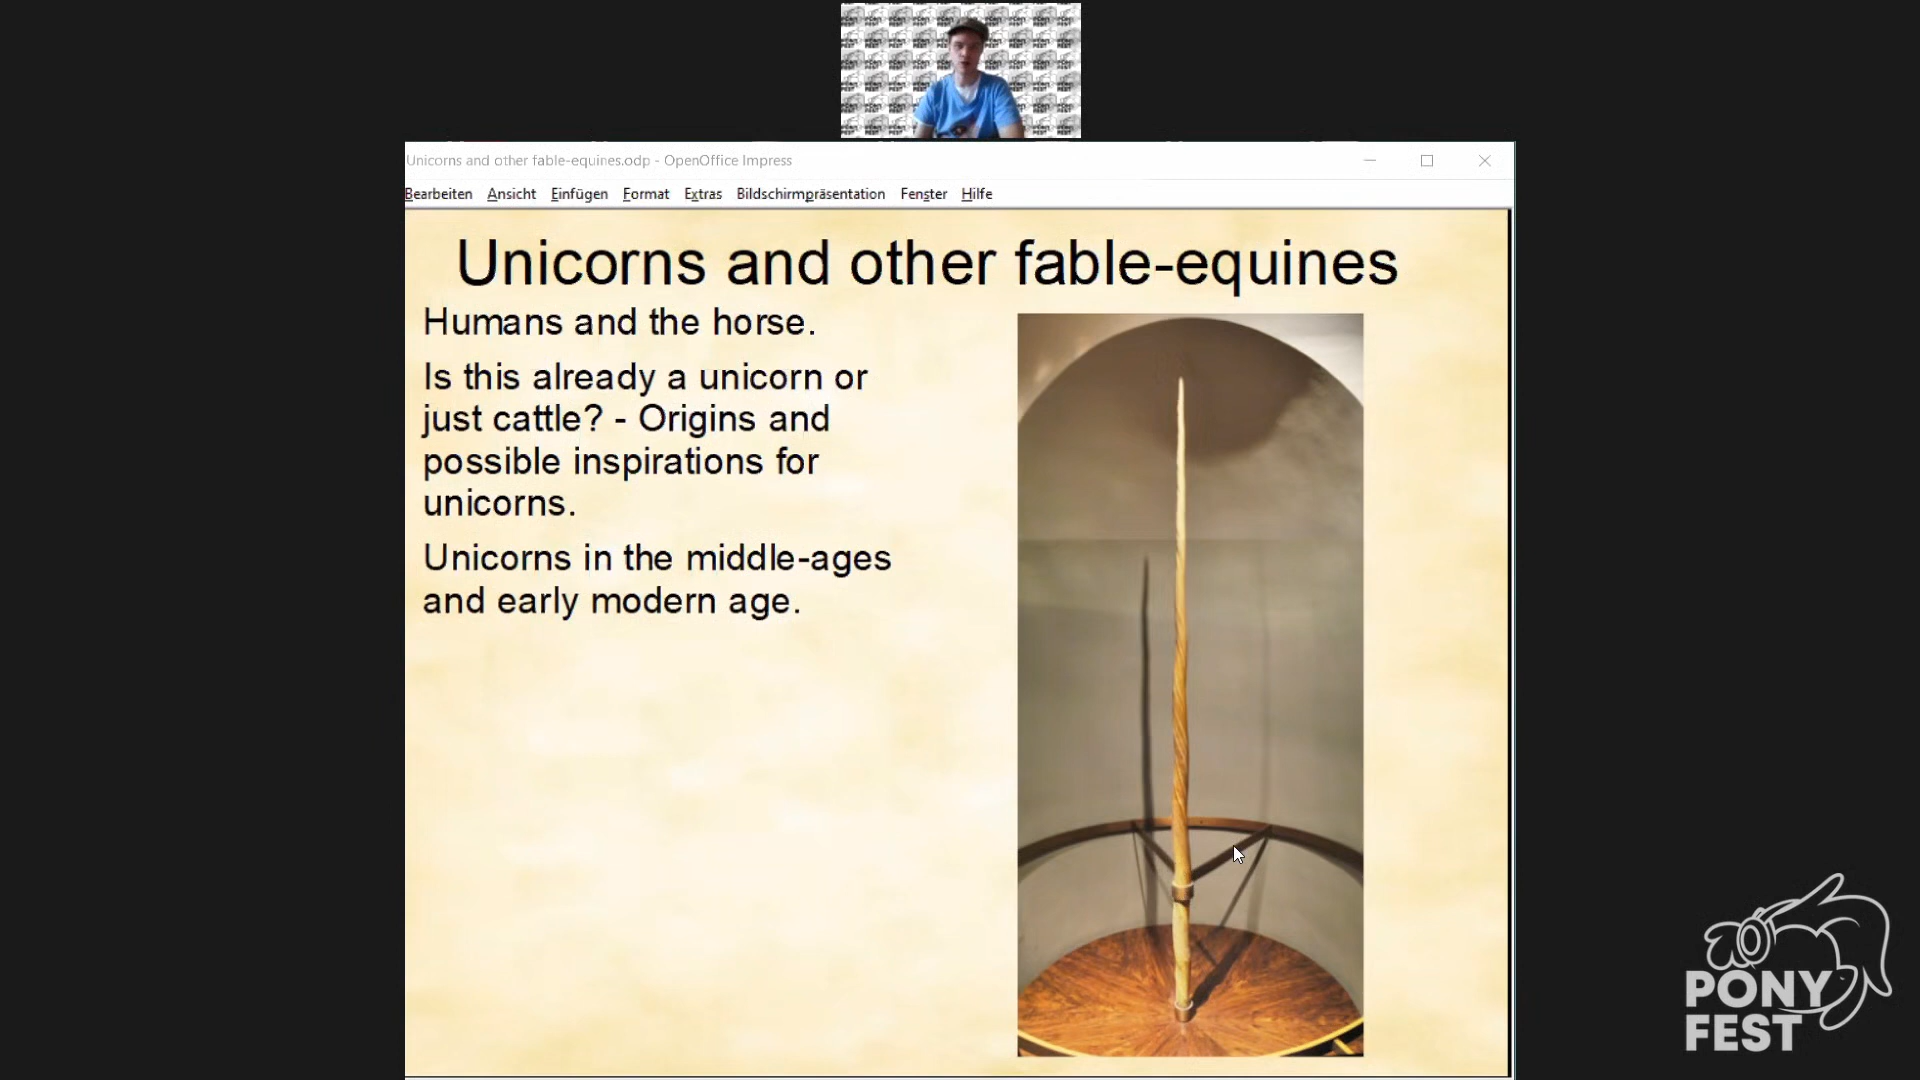 Unicorns and other fable-equines.odp - OpenOffice Impress
Bearbeiten Ansicht Einfügen Format Extras Bildschirmpräsentation Fenster Hilfe
Unicorns and other fable-equines
Humans and the horse.
Is this already a unicorn or
just cattle? - Origins and
possible inspirations for
unicorns.
Unicorns in the middle-ages
and early modern age.
PONY
FEST